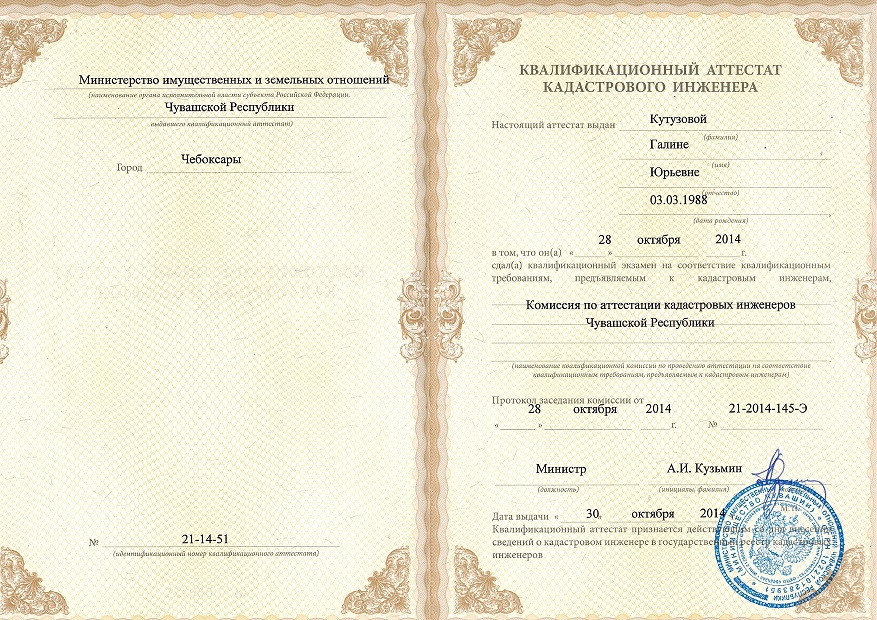 Министерство имущественных и земельных отношений
(наименование органа исполнительной власти субъекта Российской Федерации,
Чувашской Республики
выдавшего квалификационный аттестат)
Город Чебоксары
№ 21-14-51
(идентификационный номер квалификационного аттестата)
КВАЛИФИКАЦИОННЫЙ АТТЕСТАТ
КАДАСТРОВОГО ИНЖЕНЕРА
Настоящий аттестат выдан Кутузовой
(фамилия)
Галине
(имя)
Юрьевне
(отчество)
03.03.1988
(дата рождения)
в том, что он(а) « 28 » октября 2014 г.
сдал(а) квалификационный экзамен на соответствие квалификационным
требованиям, предъявляемым к кадастровым инженерам,
Комиссия по аттестации кадастровых инженеров
Чувашской Республики
(наименование квалификационной комиссии по проведению аттестации на соответствие
квалификационным требованиям, предъявляемым к кадастровым инженерам)
Протокол заседания комиссии от
« 28 » октября 2014 г. № 21-2014-145-Э
Министр А.И. Кузьмин
(должность) (инициалы, фамилия)
М.П.
Дата выдачи « 30 » октября 2014
Квалификационный аттестат признается действующим со дня внесения
сведений о кадастровом инженере в государственный реестр кадастровых
инженеров